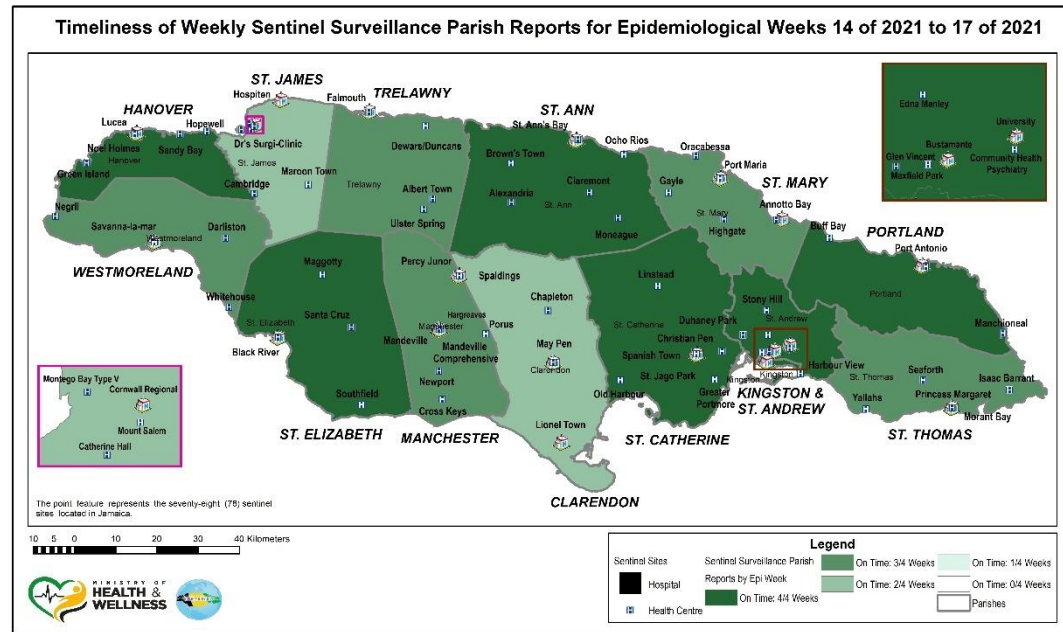 Timeliness of Weekly Sentinel Surveillance Parish Reports for Epidemiological Weeks 14 of 2021 to 17 of 2021
ST. JAMES
Hospiten
TRELAWNY
Falmouth
HANOVER
Lucea
Hopewell
Noel Holmes
Hanover
Sandy Bay
Green Island
Dr's Surgi-Clinic
St. James
Maroon Town
Cambridge
Dewars/Duncans
Trelawny
Albert Town
Ulster Spring
ST. ANN
St. Ann's Bay
Ocho Rios
Brown's Town
Claremont
Alexandria
St. Ann
Moneague
Oracabessa
Port Maria
Gayle
ST. MARY
St. Mary
Highgate
Annotto Bay
Buff Bay
PORTLAND
Port Antonio
Portland
Manchioneal
Edna Manley
University
Bustamante
Glen Vincent
Community Health
Maxfield Park
Psychiatry
Negril
Savanna-la-mar
Westmoreland
Darliston
WESTMORELAND
Whitehouse
Maggotty
Santa Cruz
St. Elizabeth
Black River
Southfield
ST. ELIZABETH
Percy Junor
Spaldings
Hargreaves
Manchester
Mandeville
Porus
Mandeville
Comprehensive
Newport
Cross Keys
MANCHESTER
Chapleton
May Pen
Clarendon
Lionel Town
CLARENDON
Linstead
St. Catherine
Duhaney Park
Christian Pen
Spanish Town
St. Jago Park
Old Harbour
Greater
Portmore
ST. CATHERINE
Stony Hill
St. Andrew
Kingston
Kingston
Harbour View
KINGSTON &
ST. ANDREW
St. Thomas
Seaforth
Isaac Barrant
Yallahs
Princess Margaret
Morant Bay
ST. THOMAS
Montego Bay Type V
Cornwall Regional
Mount Salem
Catherine Hall
The point feature represents the seventy-eight (78) sentinel
sites located in Jamaica.
10 5 0 10 20 30 40 Kilometers
MINISTRY OF
HEALTH &
WELLNESS
Legend
Sentinel Sites
Hospital
Health Centre
Sentinel Surveillance Parish
Reports by Epi Week
On Time: 4/4 Weeks
On Time: 3/4 Weeks
On Time: 2/4 Weeks
On Time: 1/4 Weeks
On Time: 0/4 Weeks
Parishes